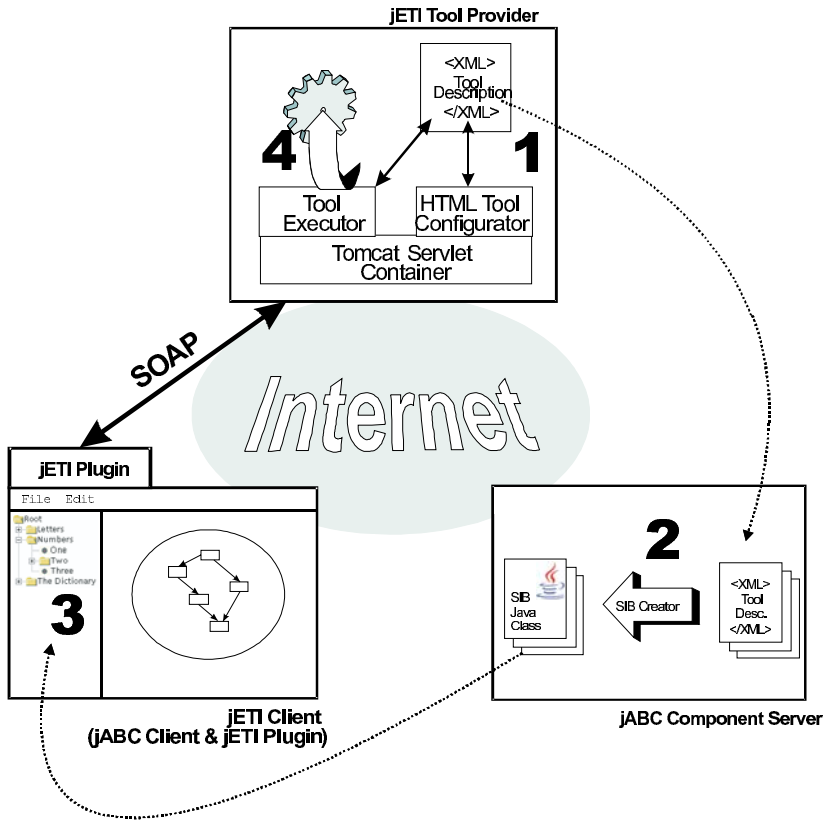 jETI Tool Provider
<XML>
Tool
Description
</XML>
4
1
Tool
Executor
HTML Tool
Configurator
Tomcat Servlet
Container
SOAP
Internet
jETI Plugin
File Edit
Root
Letters
Numbers
One
Two
Three
The Dictionary
3
2
SIB
Java
Class
SIB Creator
<XML>
Tool
Desc.
</XML>
jETI Client
(jABC Client & jETI Plugin)
jABC Component Server